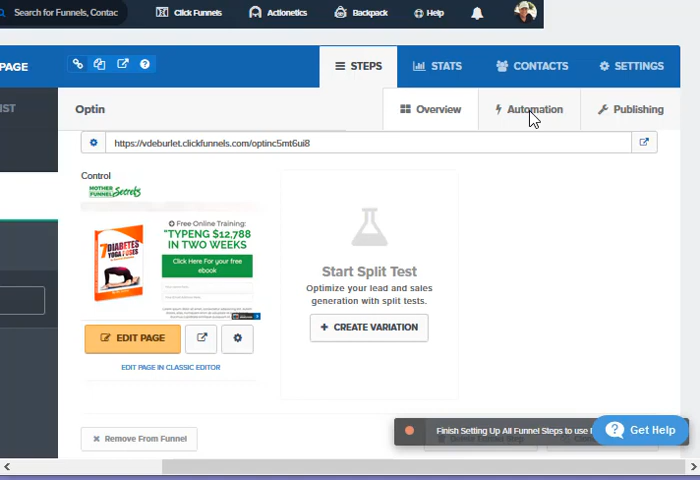 Search for Funnels, Contac
Click Funnels
Actionetics
Backpack
Help
PAGE
STEPS
STATS
CONTACTS
SETTINGS
IST
Optin
Overview
Automation
Publishing
https://vdeburlet.clickfunnels.com/optinc5mt6ui8
Control
MOTHER
FUNNEL Secrets
Free Online Training:
"TYPENG $12,788
IN TWO WEEKS
Click Here For your free
ebook
7 DIABETES
YOGA POSES
Start Split Test
Optimize your lead and sales
generation with split tests.
+ CREATE VARIATION
EDIT PAGE
EDIT PAGE IN CLASSIC EDITOR
Remove From Funnel
Finish Setting Up All Funnel Steps to use
Get Help